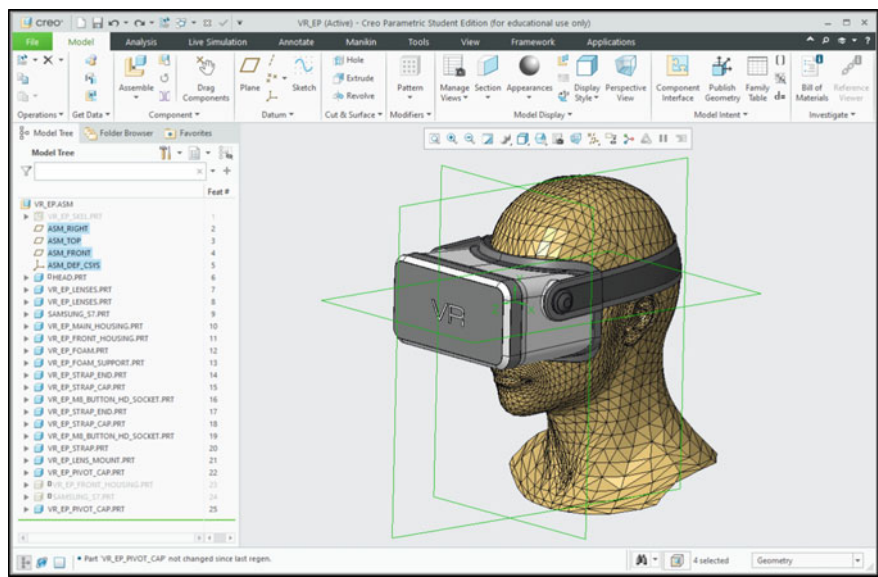 creo· VR_EP (Active) - Creo Parametric Student Edition (for educational use only)
File Model Analysis Live Simulation Annotate Manikin Tools View Framework Applications
Hole
Extrude
Revolve
Assemble
Drag
Components
Plane
Sketch
Pattern
Manage
Views
Section
Appearances
Display
Style
Perspective
View
Component
Interface
Publish
Geometry
Family
Table
d=
Bill of
Materials
Reference
Viewer
Operations Get Data Component Datum Cut & Surface Modifiers Model Display Model Intent Investigate
Model Tree Folder Browser Favorites
Model Tree
Feat #
VR_EP.ASM
VR_EP_SKEL.PRT 1
ASM_RIGHT 2
ASM_TOP 3
ASM_FRONT 4
ASM_DEF_CSYS 5
HEAD.PRT 6
VR_EP_LENSES.PRT 7
VR_EP_LENSES.PRT 8
SAMSUNG_S7.PRT 9
VR_EP_MAIN_HOUSING.PRT 10
VR_EP_FRONT_HOUSING.PRT 11
VR_EP_FOAM.PRT 12
VR_EP_FOAM_SUPPORT.PRT 13
VR_EP_STRAP_END.PRT 14
VR_EP_STRAP_CAP.PRT 15
VR_EP_M8_BUTTON_HD_SOCKET.PRT 16
VR_EP_STRAP_END.PRT 17
VR_EP_STRAP_CAP.PRT 18
VR_EP_M8_BUTTON_HD_SOCKET.PRT 19
VR_EP_STRAP.PRT 20
VR_EP_LENS_MOUNT.PRT 21
VR_EP_PIVOT_CAP.PRT 22
VR_EP_FRONT_HOUSING.PRT 23
SAMSUNG_S7.PRT 24
VR_EP_PIVOT_CAP.PRT 25
VR
• Part 'VR_EP_PIVOT_CAP' not changed since last regen.
4 selected Geometry